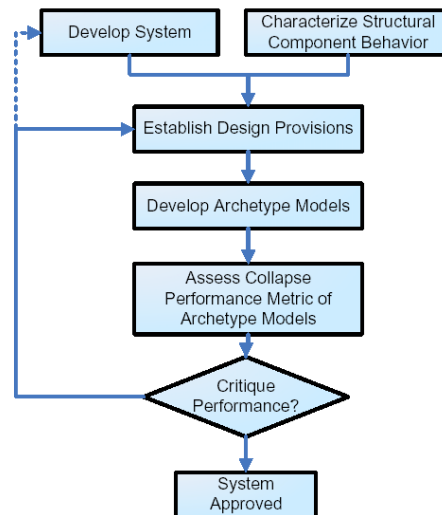 Develop System
Characterize Structural
Component Behavior
Establish Design Provisions
Develop Archetype Models
Assess Collapse
Performance Metric of
Archetype Models
Critique
Performance?
System
Approved